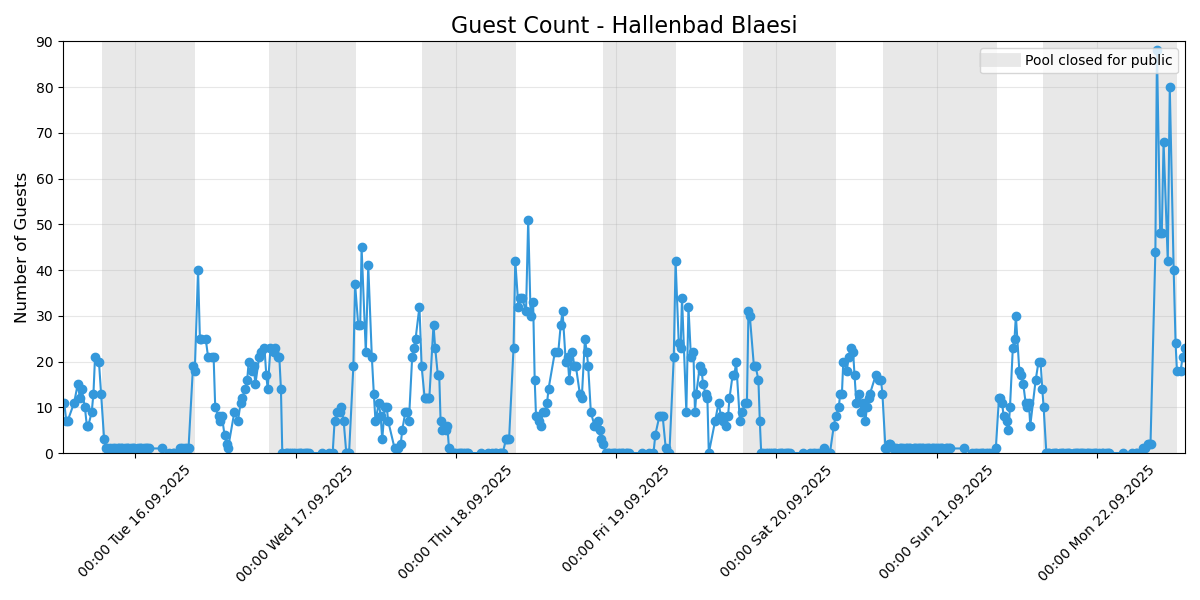 Guest Count - Hallenbad Blaesi
Pool closed for public
Number of Guests
90
80
70
60
50
40
30
20
10
0
00:00 Tue 16.09.2025
00:00 Wed 17.09.2025
00:00 Thu 18.09.2025
00:00 Fri 19.09.2025
00:00 Sat 20.09.2025
00:00 Sun 21.09.2025
00:00 Mon 22.09.2025